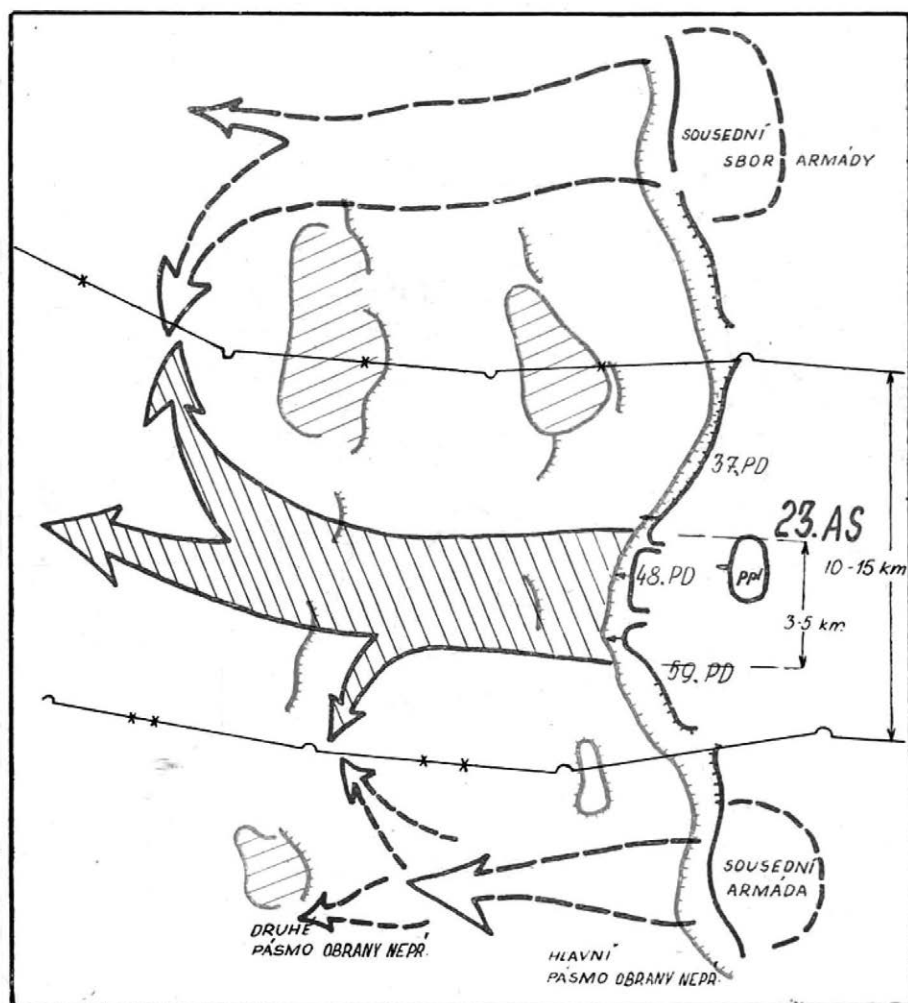 SOUSEDNÍ
SBOR ARMÁDY
37.PD
23.AS
10-15 km
48.PD
ppl
3-5 km
59.PD
SOUSEDNÍ
ARMÁDA
DRUHÉ
PÁSMO OBRANY NEPŘ.
HLAVNÍ
PÁSMO OBRANY NEPŘ.